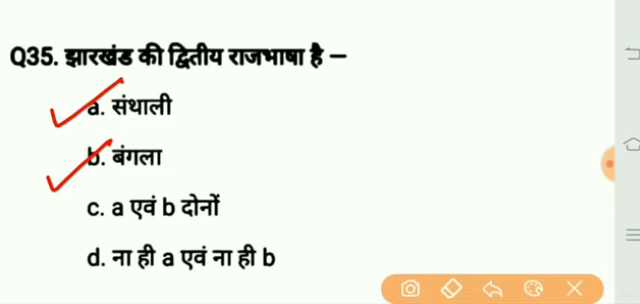 Q35. झारखंड की द्वितीय राजभाषा है –
a. संथाली
b. बंगला
c. a एवं b दोनों
d. ना ही a एवं ना ही b